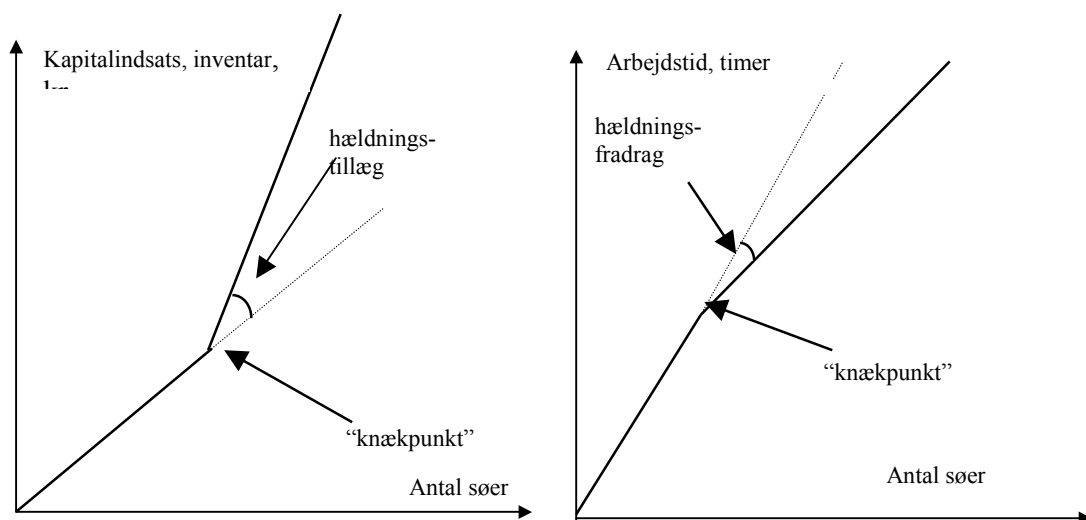 Kapitalindsats, inventar,
hældnings-
tillæg
“knækpunkt”
Antal søer
Arbejdstid, timer
hældnings-
fradrag
“knækpunkt”
Antal søer